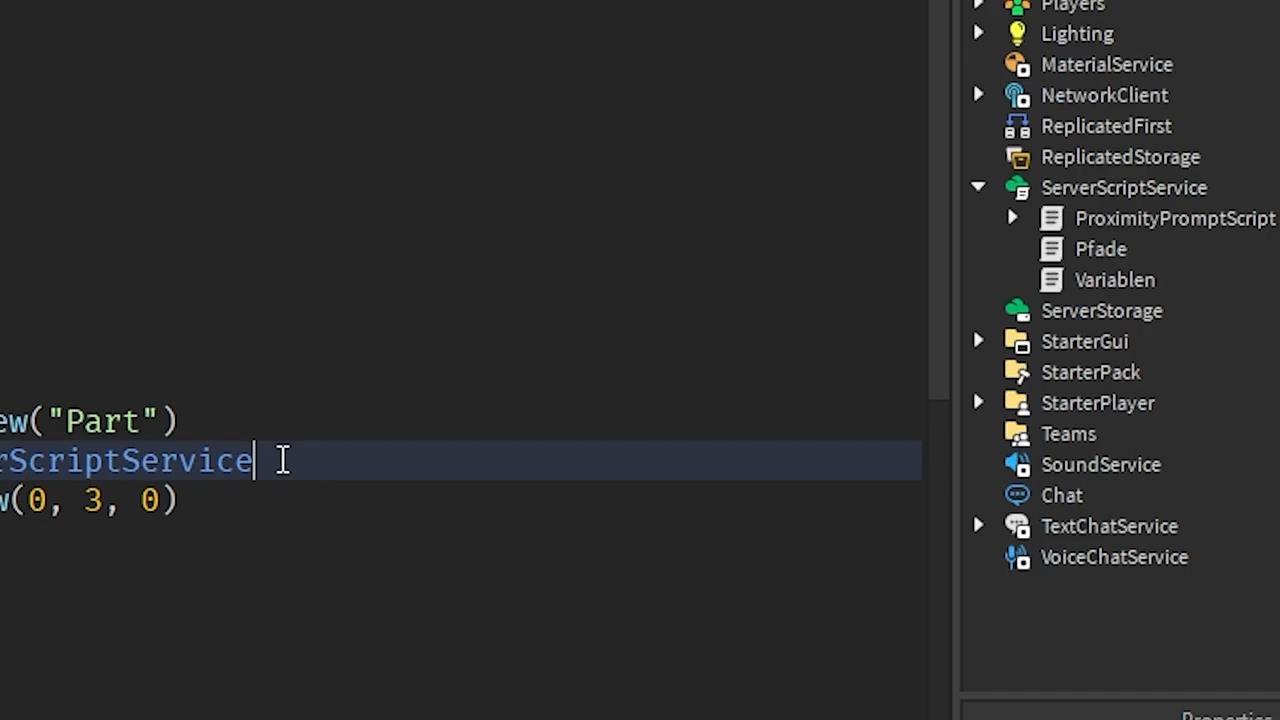 ew("Part")
rScriptService
w(0, 3, 0)
Players
Lighting
MaterialService
NetworkClient
ReplicatedFirst
ReplicatedStorage
ServerScriptService
ProximityPromptScript
Pfade
Variablen
ServerStorage
StarterGui
StarterPack
StarterPlayer
Teams
SoundService
Chat
TextChatService
VoiceChatService
Properties